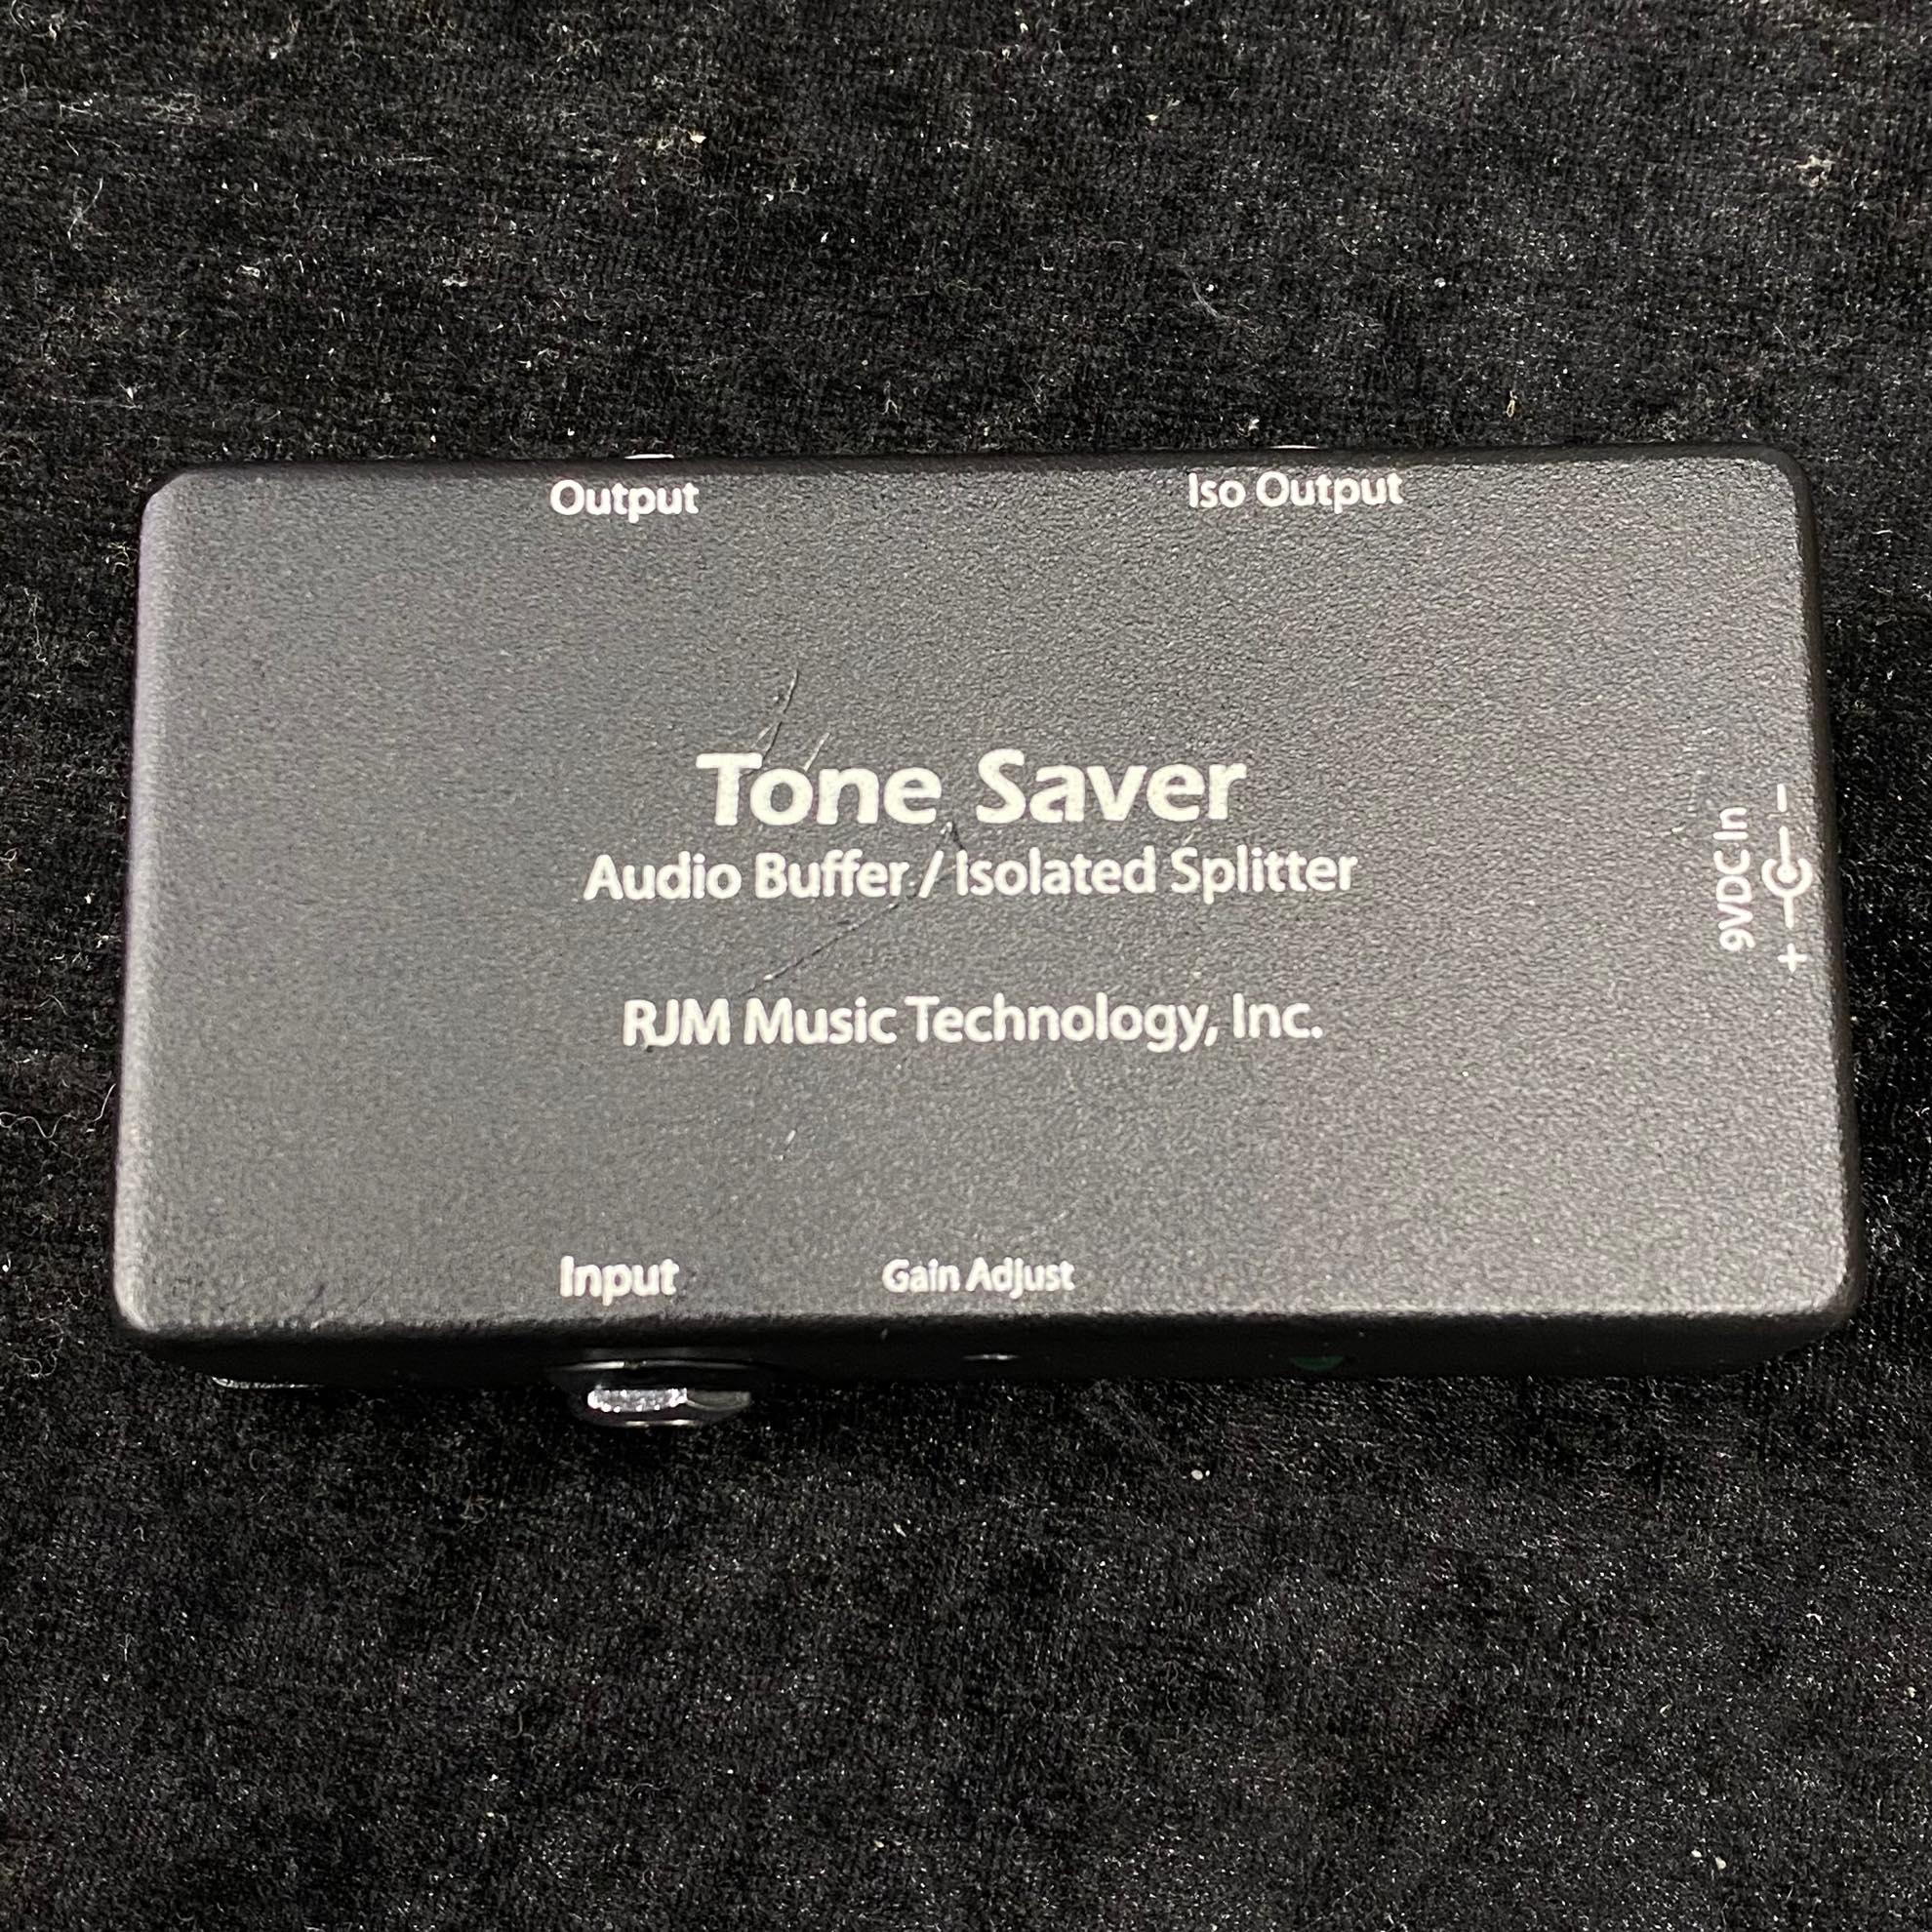 Output
Iso Output
Tone Saver
Audio Buffer / Isolated Splitter
9VDC In
- +
RJM Music Technology, Inc.
Input
Gain Adjust